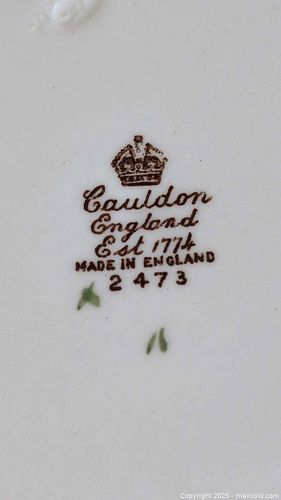 Cauldon
England
Est 1774
MADE IN ENGLAND
2473
Copyright 2025 - maxsold.com